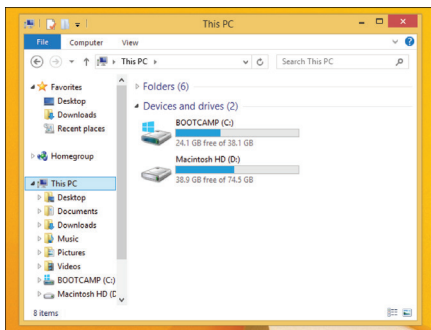 This PC
File Computer View
This PC
Search This PC
Favorites
Desktop
Downloads
Recent places
Homegroup
This PC
Desktop
Documents
Downloads
Music
Pictures
Videos
BOOTCAMP (C:)
Macintosh HD (D
Folders (6)
Devices and drives (2)
BOOTCAMP (C:)
24.1 GB free of 38.1 GB
Macintosh HD (D:)
38.9 GB free of 74.5 GB
8 items